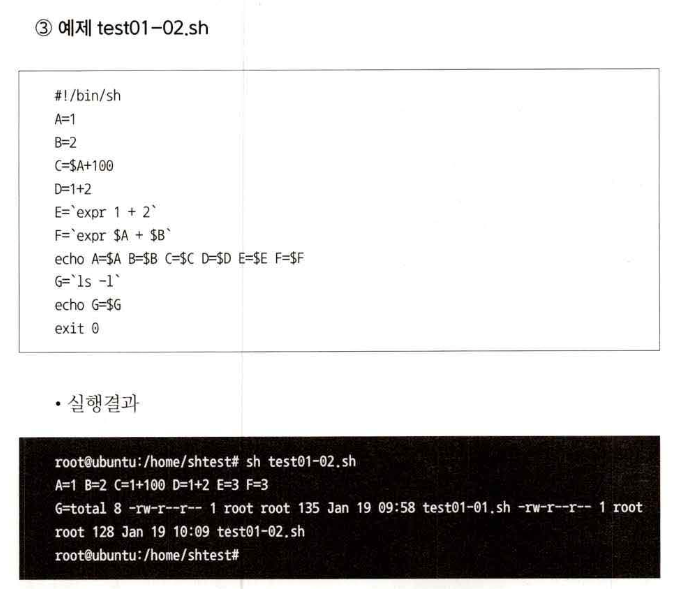 ③ 예제 test01-02.sh
#!/bin/sh
A=1
B=2
C=$A+100
D=1+2
E=`expr 1 + 2`
F=`expr $A + $B`
echo A=$A B=$B C=$C D=$D E=$E F=$F
G=`ls -l`
echo G=$G
exit 0
• 실행결과
root@ubuntu:/home/shtest# sh test01-02.sh
A=1 B=2 C=1+100 D=1+2 E=3 F=3
G=total 8 -rw-r--r-- 1 root root 135 Jan 19 09:58 test01-01.sh -rw-r--r-- 1 root
root 128 Jan 19 10:09 test01-02.sh
root@ubuntu:/home/shtest#